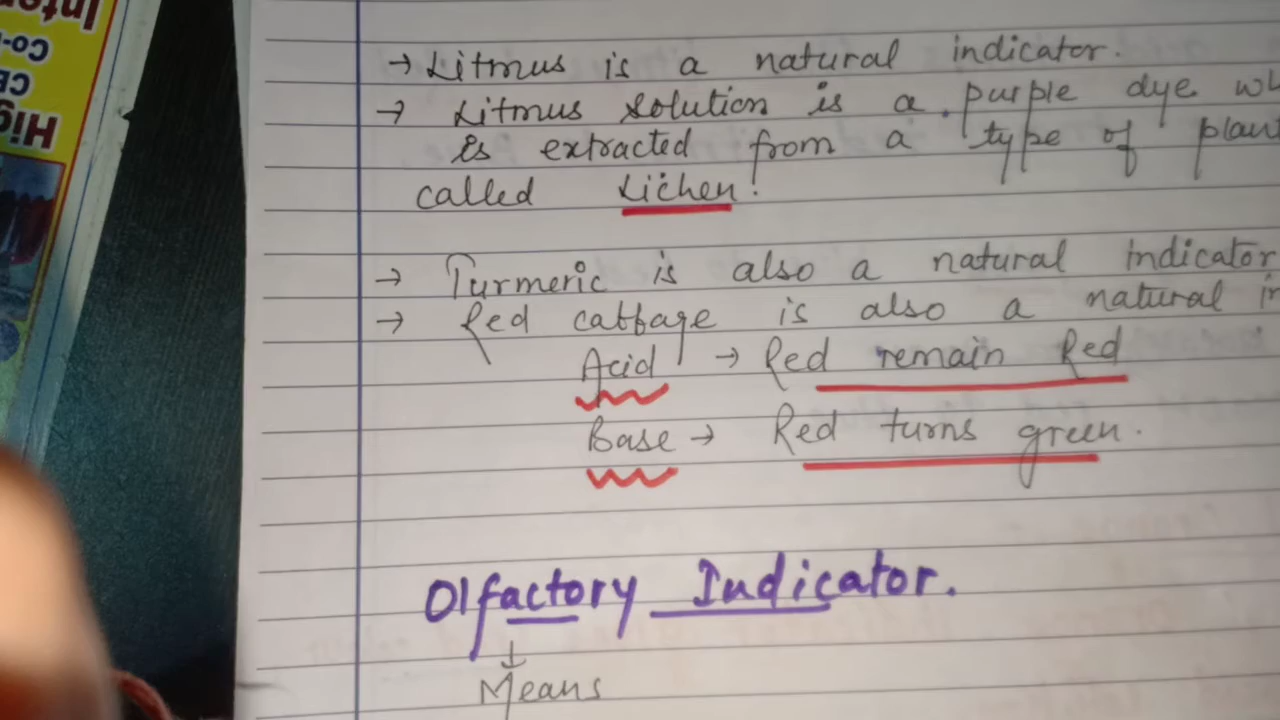 → Litmus is a natural indicator.
→ Litmus solution is a purple dye
is extracted from a type of
called Lichen.
→ Turmeric is also a natural indicator
→ Red cabbage is also a natural
Acid → Red remain Red
Base → Red turns green.
Olfactory Indicator.
↓
Means